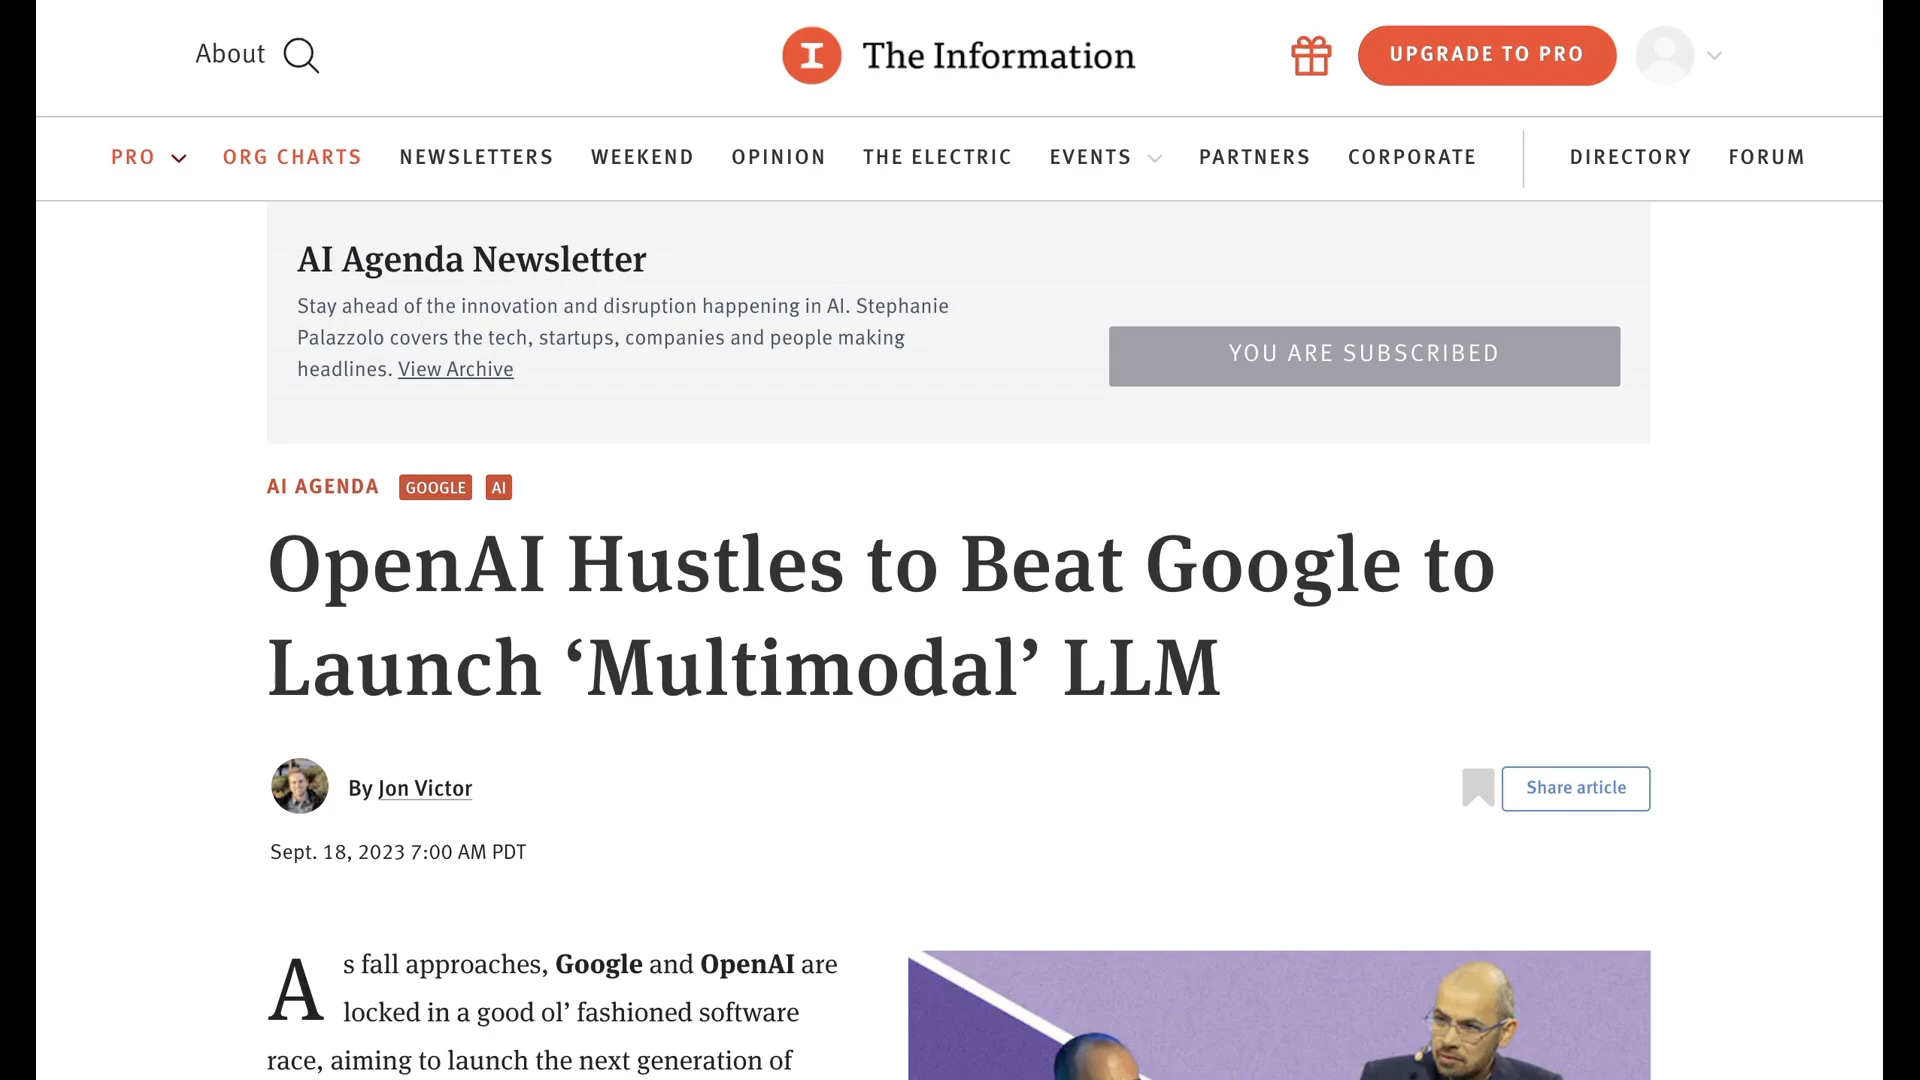 About
I The Information
UPGRADE TO PRO
PRO ORG CHARTS NEWSLETTERS WEEKEND OPINION THE ELECTRIC EVENTS PARTNERS CORPORATE DIRECTORY FORUM
AI Agenda Newsletter
Stay ahead of the innovation and disruption happening in AI. Stephanie
Palazzolo covers the tech, startups, companies and people making
headlines. View Archive
YOU ARE SUBSCRIBED
AI AGENDA GOOGLE AI
OpenAI Hustles to Beat Google to
Launch ‘Multimodal’ LLM
By Jon Victor
Share article
Sept. 18, 2023 7:00 AM PDT
As fall approaches, Google and OpenAI are
locked in a good ol’ fashioned software
race, aiming to launch the next generation of